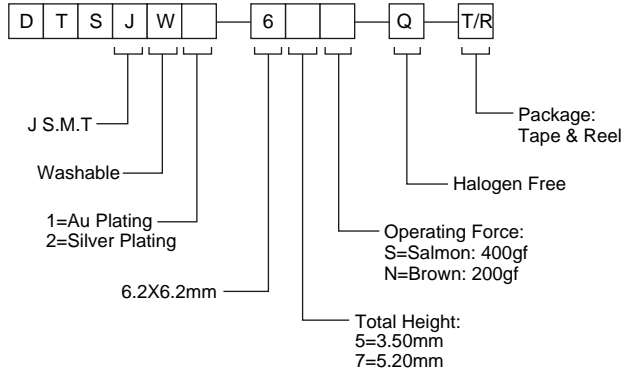 D T S J W 6 Q T/R
J S.M.T
Washable
1=Au Plating
2=Silver Plating
6.2X6.2mm
Package:
Tape & Reel
Halogen Free
Operating Force:
S=Salmon: 400gf
N=Brown: 200gf
Total Height:
5=3.50mm
7=5.20mm